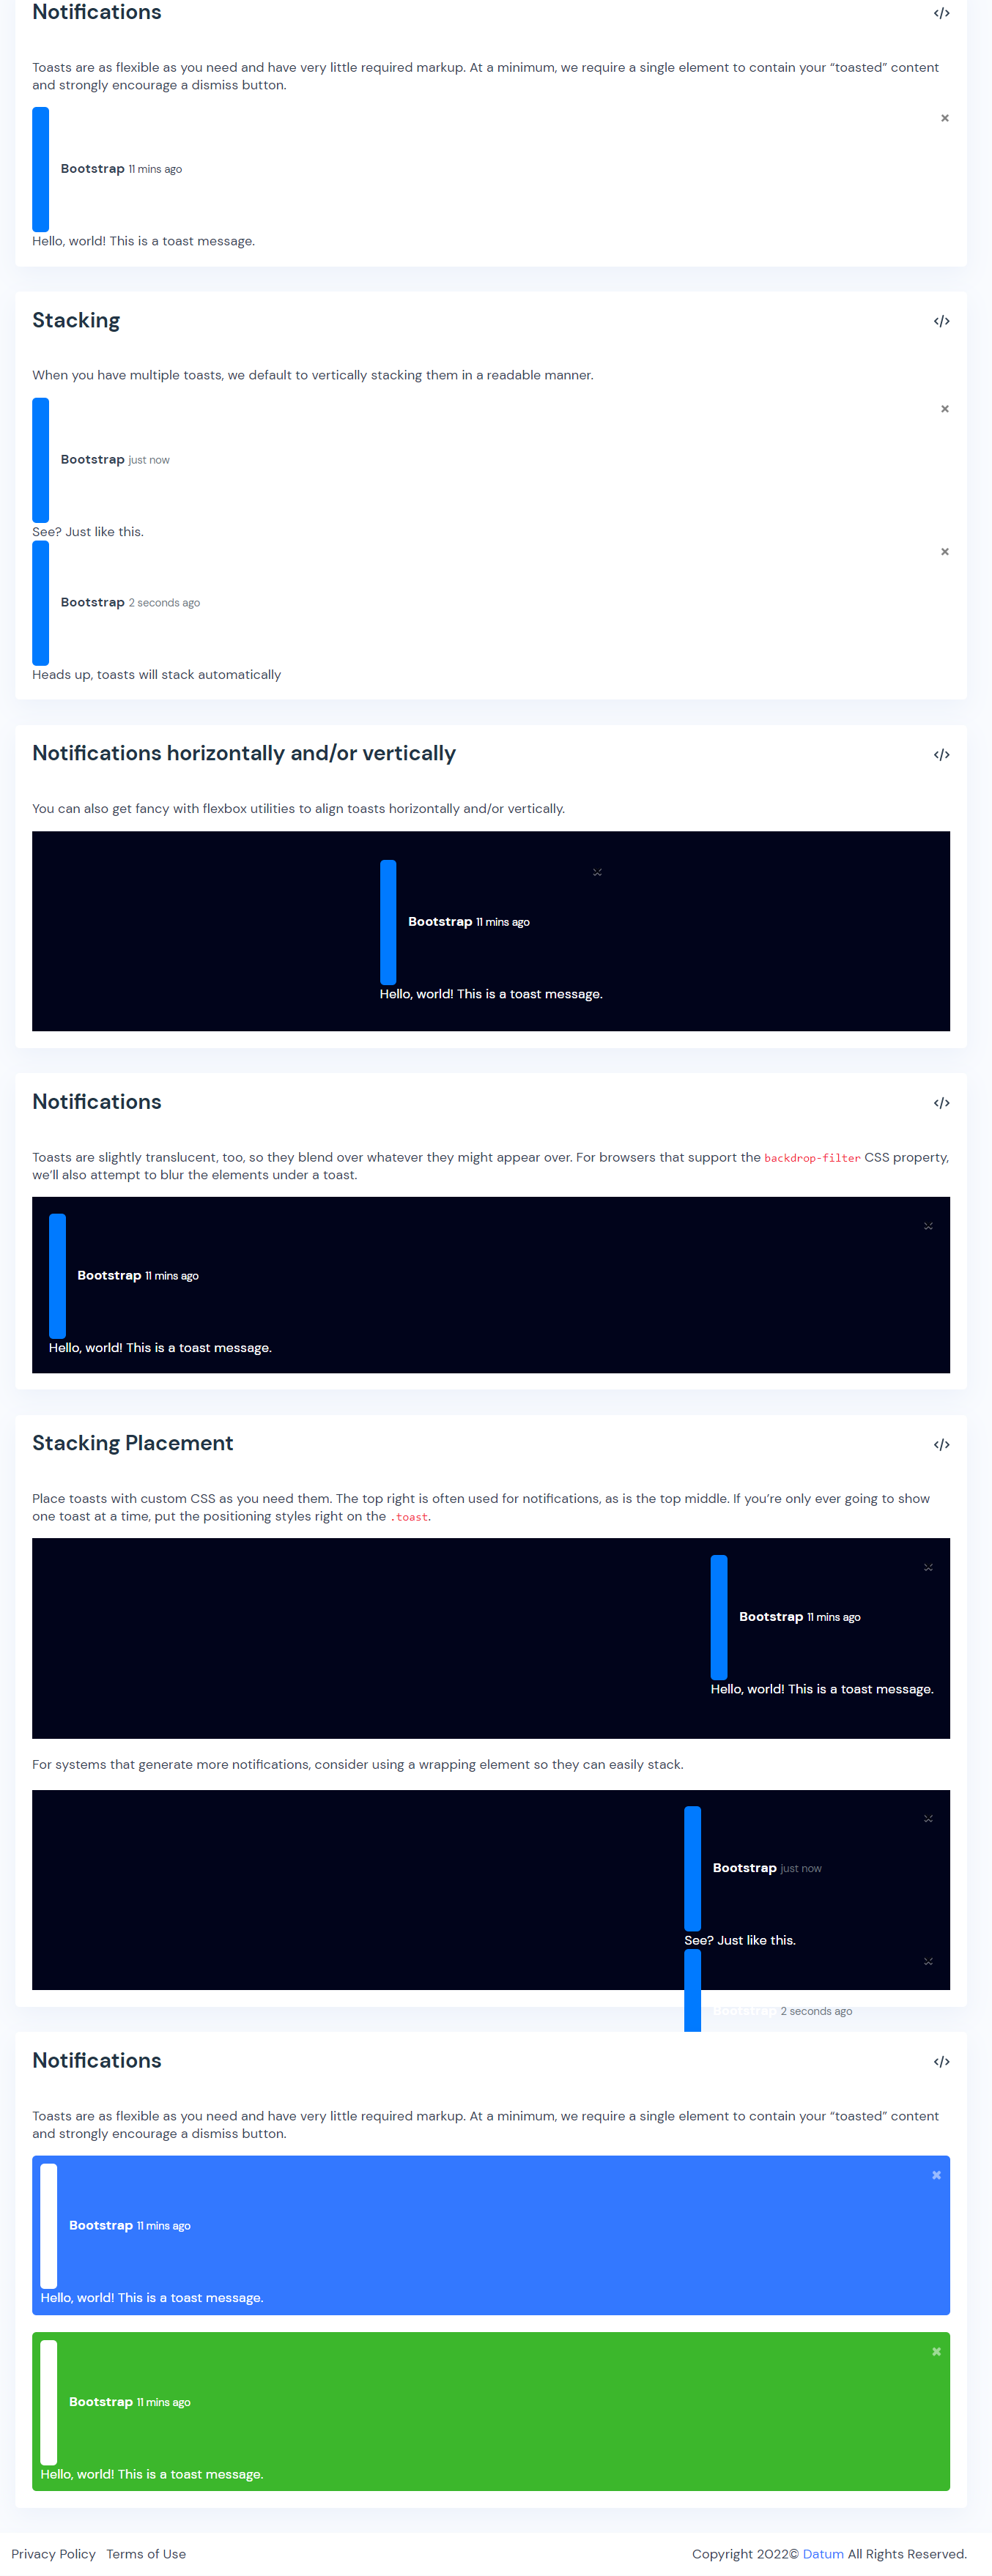 Notifications
Toasts are as flexible as you need and have very little required markup. At a minimum, we require a single element to contain your “toasted” content
and strongly encourage a dismiss button.
×
Bootstrap 11 mins ago
Hello, world! This is a toast message.
Stacking
When you have multiple toasts, we default to vertically stacking them in a readable manner.
×
Bootstrap just now
See? Just like this.
×
Bootstrap 2 seconds ago
Heads up, toasts will stack automatically
Notifications horizontally and/or vertically
You can also get fancy with flexbox utilities to align toasts horizontally and/or vertically.
×
Bootstrap 11 mins ago
Hello, world! This is a toast message.
Notifications
Toasts are slightly translucent, too, so they blend over whatever they might appear over. For browsers that support the backdrop-filter CSS property,
we’ll also attempt to blur the elements under a toast.
×
Bootstrap 11 mins ago
Hello, world! This is a toast message.
Stacking Placement
Place toasts with custom CSS as you need them. The top right is often used for notifications, as is the top middle. If you’re only ever going to show
one toast at a time, put the positioning styles right on the .toast.
×
Bootstrap 11 mins ago
Hello, world! This is a toast message.
For systems that generate more notifications, consider using a wrapping element so they can easily stack.
×
Bootstrap just now
See? Just like this.
×
2 seconds ago
Notifications
Toasts are as flexible as you need and have very little required markup. At a minimum, we require a single element to contain your “toasted” content
and strongly encourage a dismiss button.
×
Bootstrap 11 mins ago
Hello, world! This is a toast message.
×
Bootstrap 11 mins ago
Hello, world! This is a toast message.
Privacy Policy Terms of Use Copyright 2022© Datum All Rights Reserved.